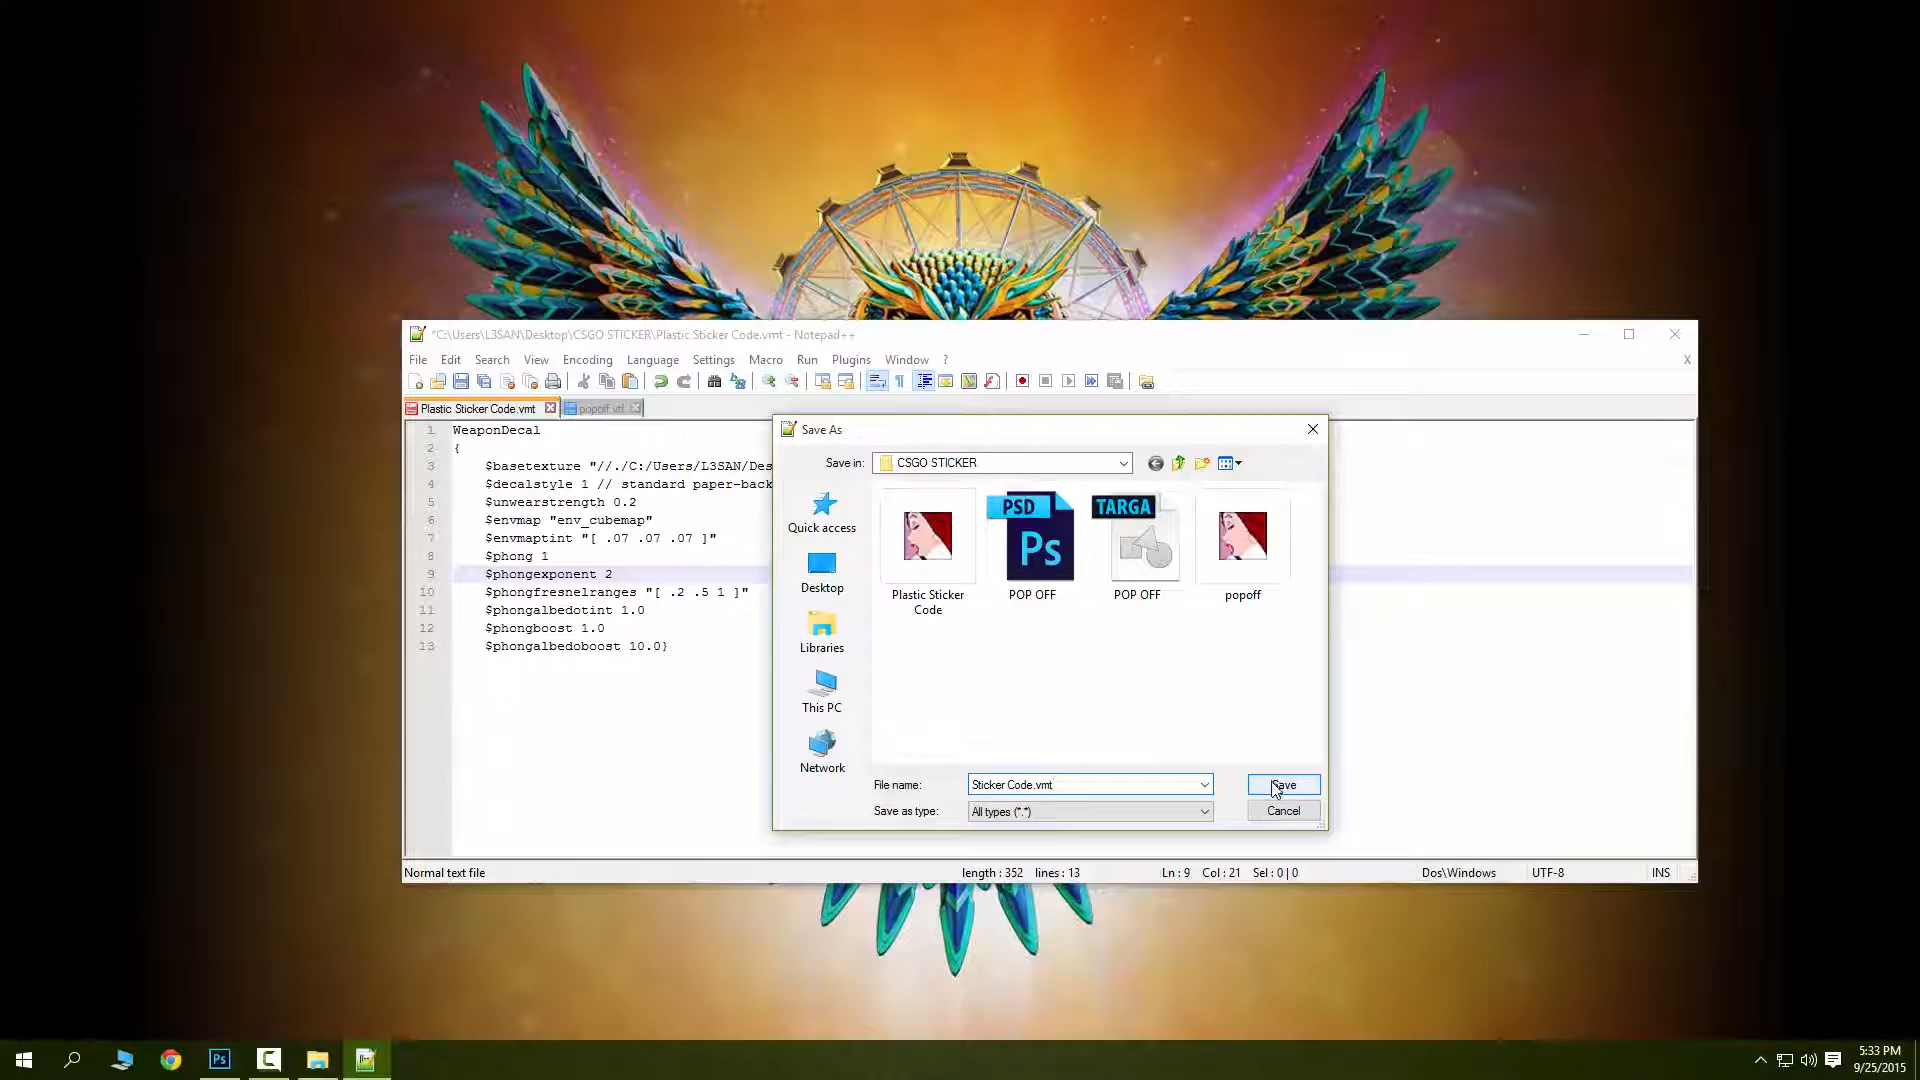 *C:\Users\L3SAN\Desktop\CSGO STICKER\Plastic Sticker Code.vmt - Notepad++
File Edit Search View Encoding Language Settings Macro Run Plugins Window ? X
Plastic Sticker Code.vmt popoff.vtf
1 WeaponDecal
2 {
3 $basetexture "//./C:/Users/L3SAN/Des
4 $decalstyle 1 // standard paper-back
5 $unwearstrength 0.2
6 $envmap "env_cubemap"
7 $envmaptint "[ .07 .07 .07 ]"
8 $phong 1
9 $phongexponent 2
10 $phongfresnelranges "[ .2 .5 1 ]"
11 $phongalbedotint 1.0
12 $phongboost 1.0
13 $phongalbedoboost 10.0}
Save As
Save in: CSGO STICKER
Quick access
Desktop
Libraries
This PC
Network
PSD
Ps
TARGA
Plastic Sticker
Code
POP OFF
POP OFF
popoff
File name: Sticker Code.vmt Save
Save as type: All types (*.*) Cancel
Normal text file length : 352 lines : 13 Ln : 9 Col : 21 Sel : 0 | 0 Dos\Windows UTF-8 INS
Ps
5:33 PM
9/25/2015